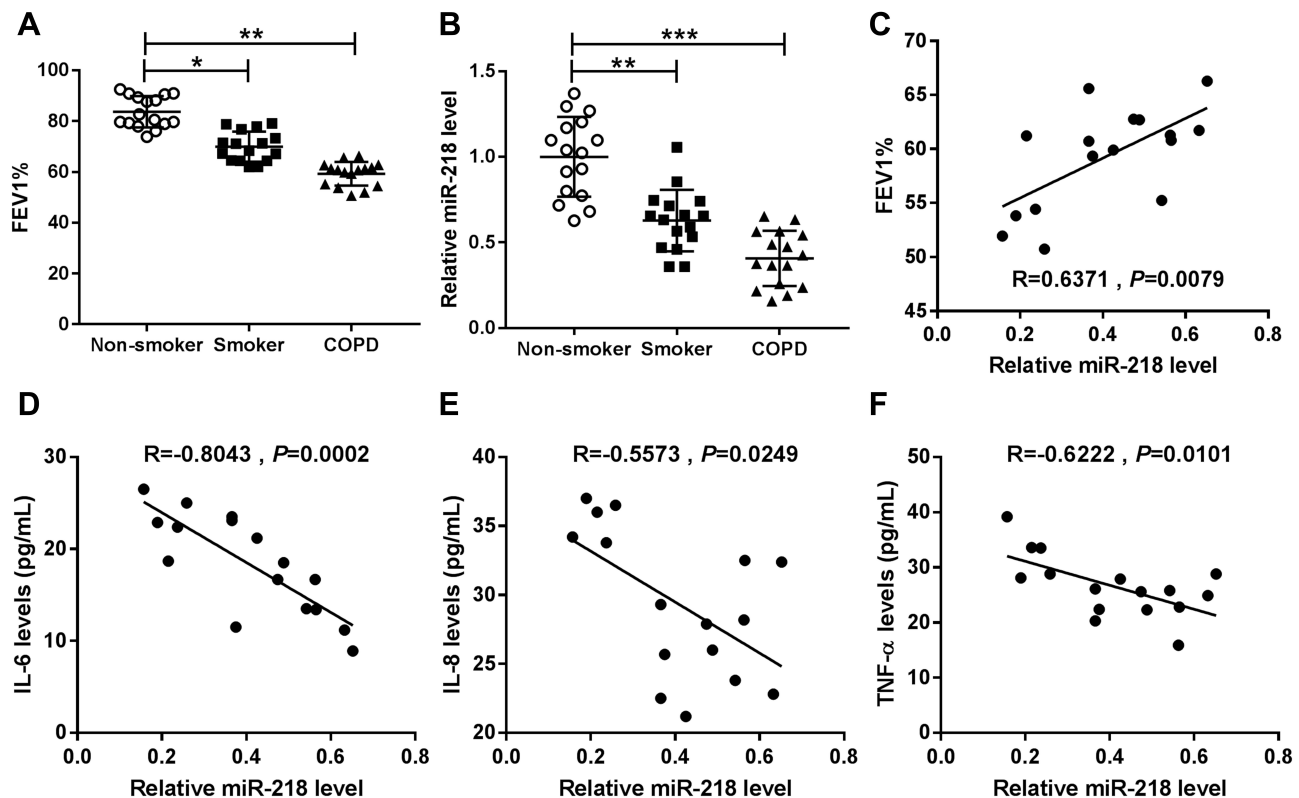 A
**
*
100
80
60
40
20
0
FEV1%
Non-smoker Smoker COPD
B
***
**
1.5
1.0
0.5
0.0
Relative miR-218 level
Non-smoker Smoker COPD
C
70
65
60
55
50
45
FEV1%
R=0.6371 , P=0.0079
0.0 0.2 0.4 0.6 0.8
Relative miR-218 level
D
R=-0.8043 , P=0.0002
30
20
10
0
IL-6 levels (pg/mL)
0.0 0.2 0.4 0.6 0.8
Relative miR-218 level
E
R=-0.5573 , P=0.0249
40
35
30
25
20
IL-8 levels (pg/mL)
0.0 0.2 0.4 0.6 0.8
Relative miR-218 level
F
R=-0.6222 , P=0.0101
50
40
30
20
10
0
TNF-α levels (pg/mL)
0.0 0.2 0.4 0.6 0.8
Relative miR-218 level